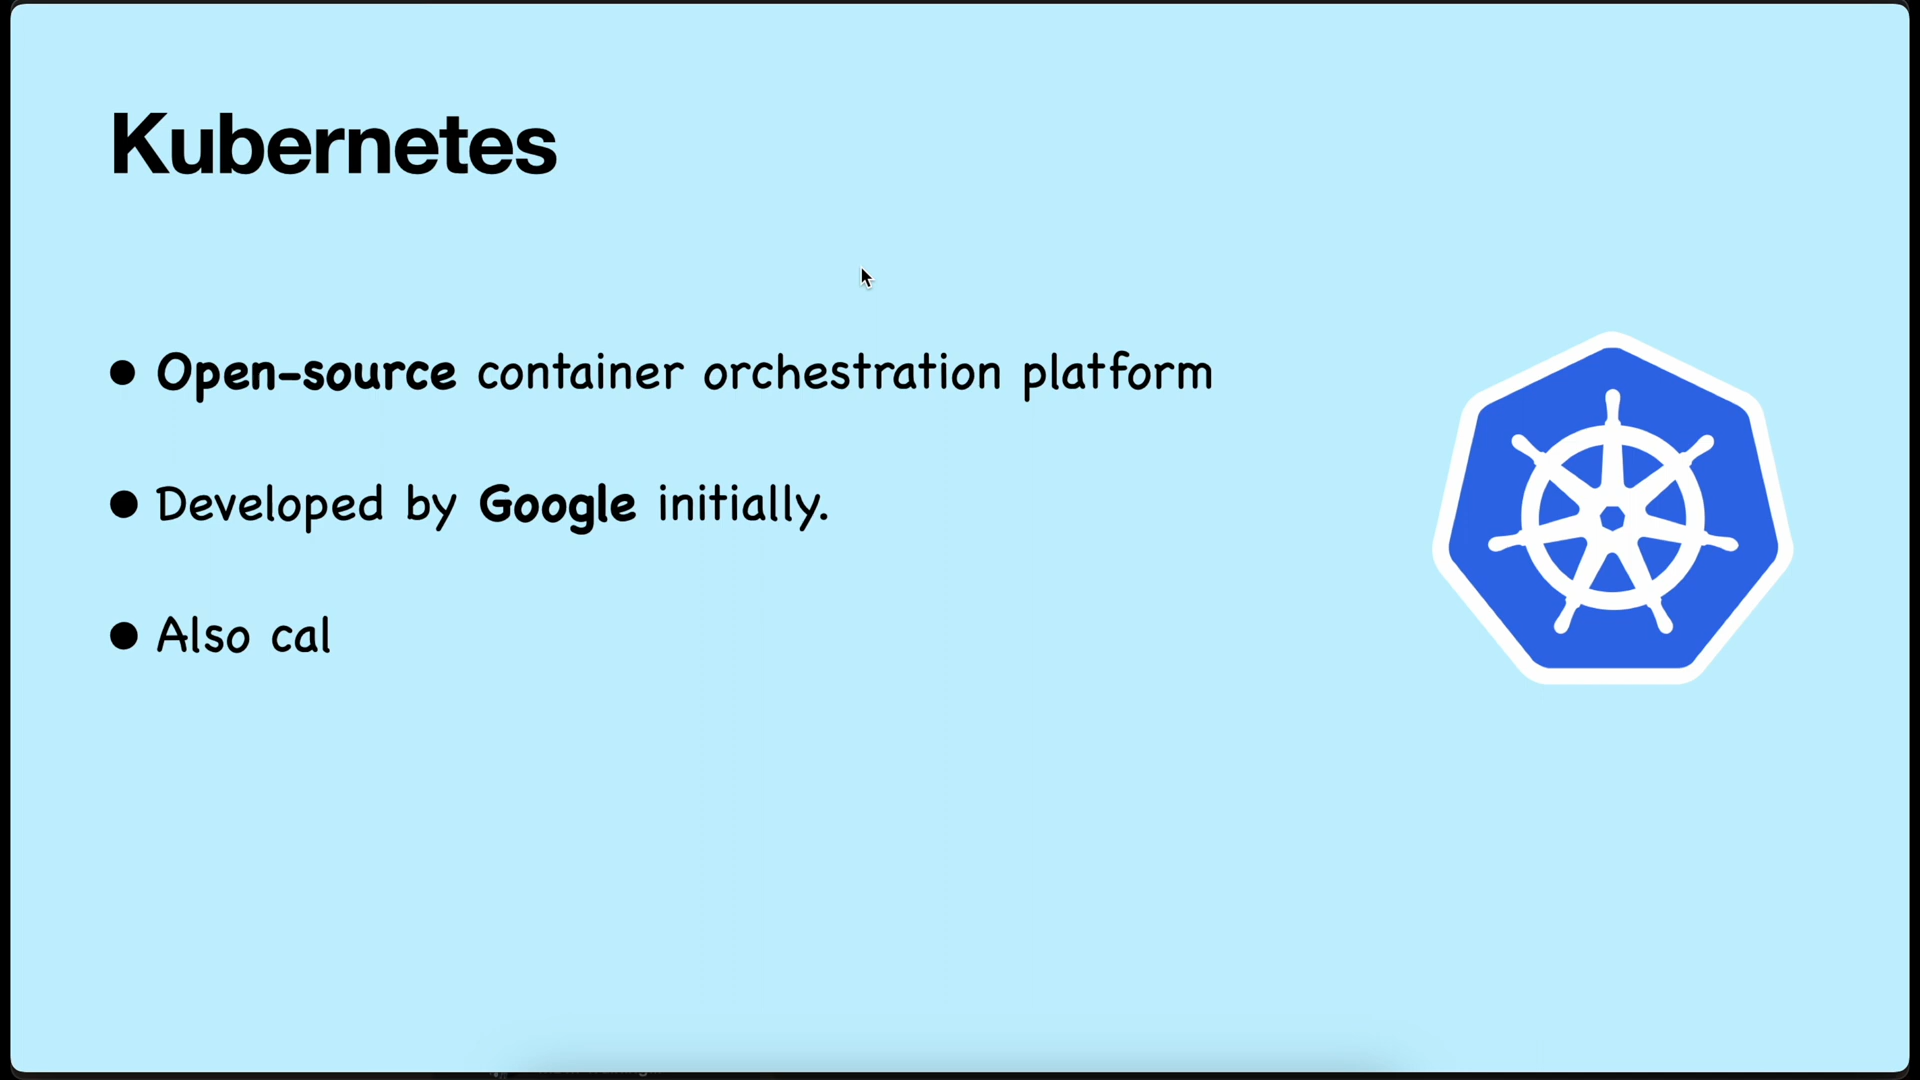 Kubernetes
Open-source container orchestration platform
Developed by Google initially.
Also cal